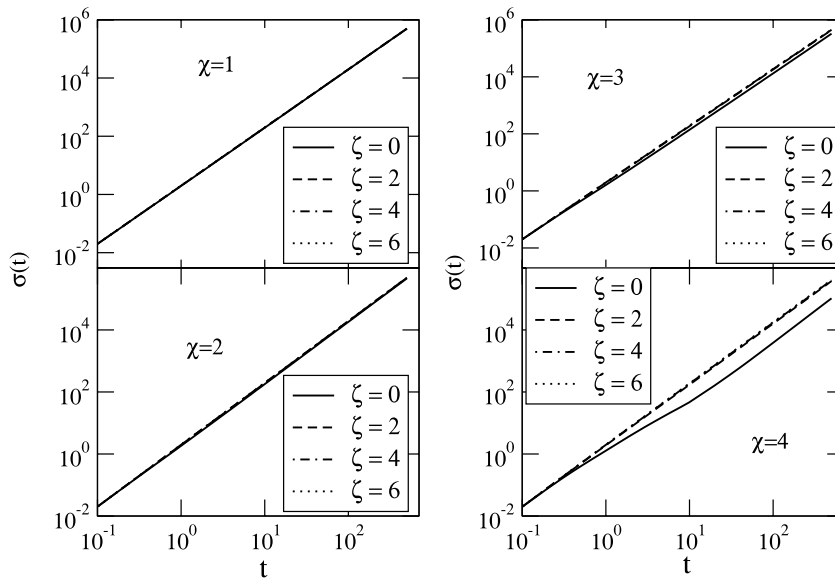 10^6
10^4
10^2
10^0
10^-2
σ(t)
χ=1
ζ = 0
ζ = 2
ζ = 4
ζ = 6
10^4
10^2
10^0
10^-2
χ=2
ζ = 0
ζ = 2
ζ = 4
ζ = 6
10^-1
10^0
10^1
10^2
t
10^6
10^4
10^2
10^0
10^-2
σ(t)
χ=3
ζ = 0
ζ = 2
ζ = 4
ζ = 6
10^4
10^2
10^0
10^-2
ζ = 0
ζ = 2
ζ = 4
ζ = 6
χ=4
10^-1
10^0
10^1
10^2
t